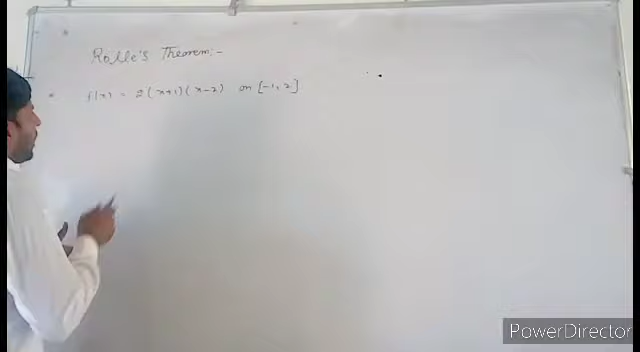 Rolle's Theorem:-
* f(x) = 2(x+1)(x-2) on [-1, 2]
PowerDirector